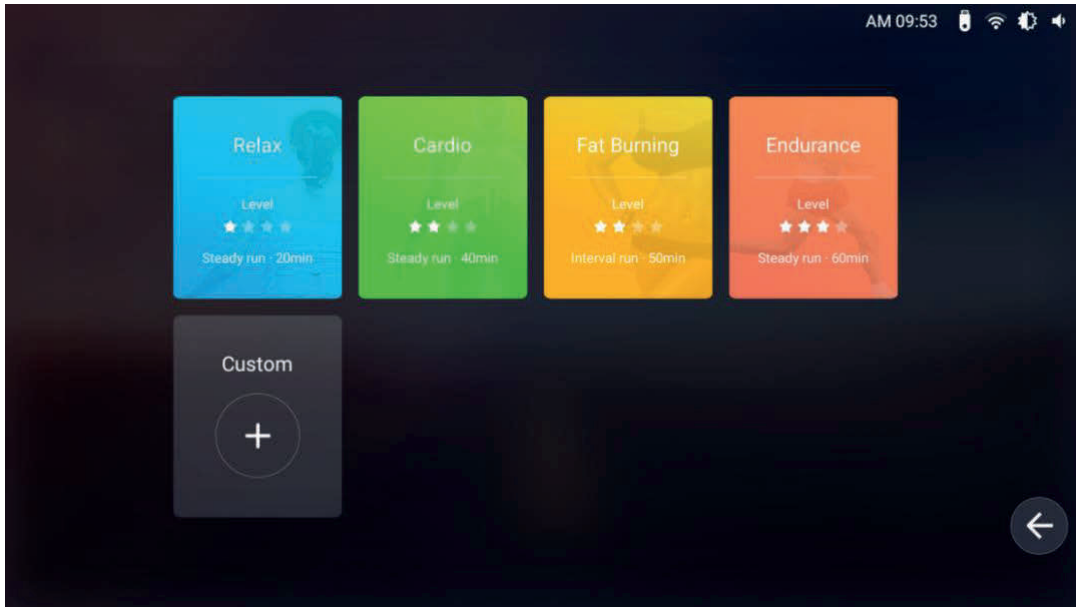 AM 09:53
Relax
Level
Steady run · 20min
Cardio
Level
Steady run · 40min
Fat Burning
Level
Interval run · 50min
Endurance
Level
Steady run · 60min
Custom
+